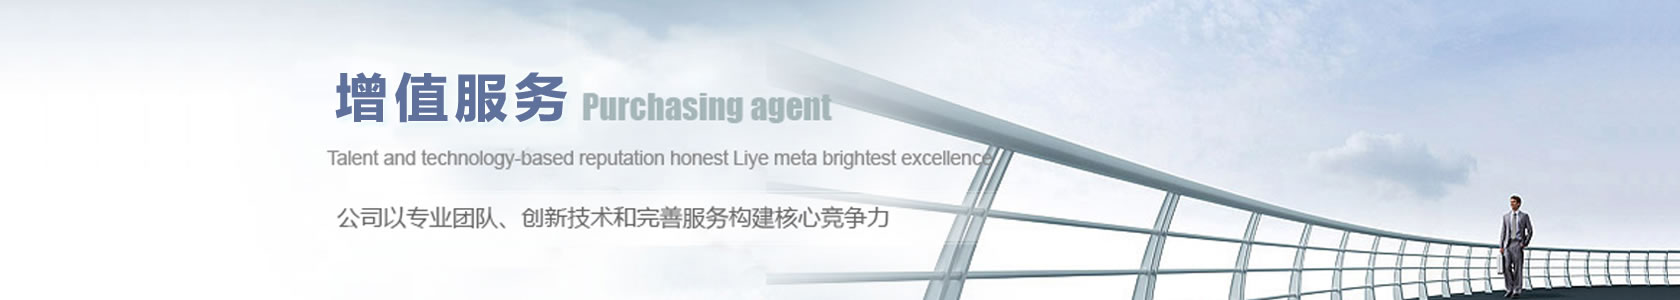 增值服务 Purchasing agent
Talent and technology-based reputation honest Liye meta brightest excellence
公司以专业团队、创新技术和完善服务构建核心竞争力